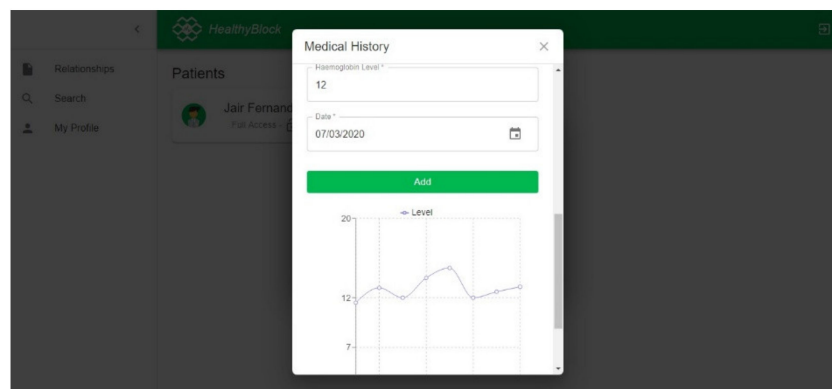 HealthyBlock
Relationships
Search
My Profile
Patients
Jair Fernand
Full Access -
Medical History
Haemoglabin Level *
12
Date *
07/03/2020
Add
Level
20
12
7